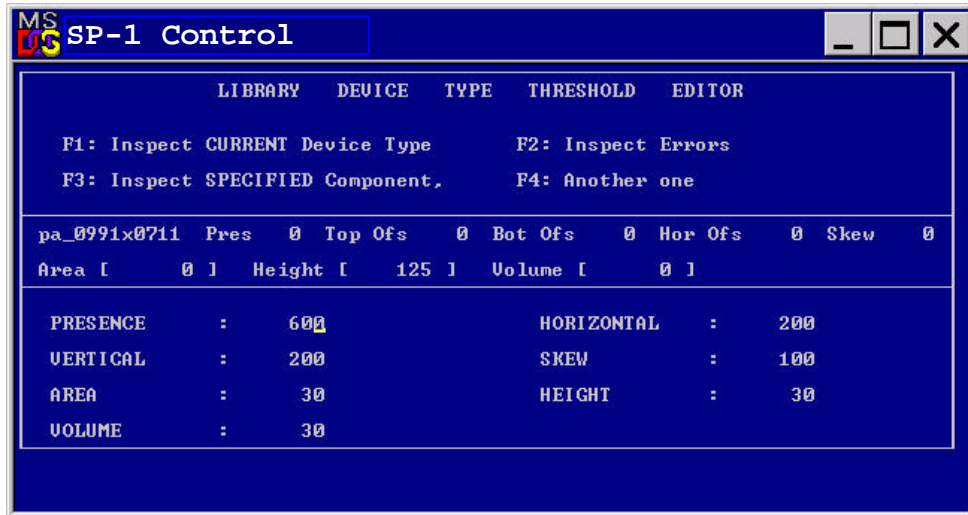 MS DOS SP-1 Control
LIBRARY DEVICE TYPE THRESHOLD EDITOR
F1: Inspect CURRENT Device Type F2: Inspect Errors
F3: Inspect SPECIFIED Component, F4: Another one
pa_0991x0711 Pres 0 Top Ofs 0 Bot Ofs 0 Hor Ofs 0 Skew 0
Area [ 0 ] Height [ 125 ] Volume [ 0 ]
PRESENCE : 600 HORIZONTAL : 200
VERTICAL : 200 SKEW : 100
AREA : 30 HEIGHT : 30
VOLUME : 30